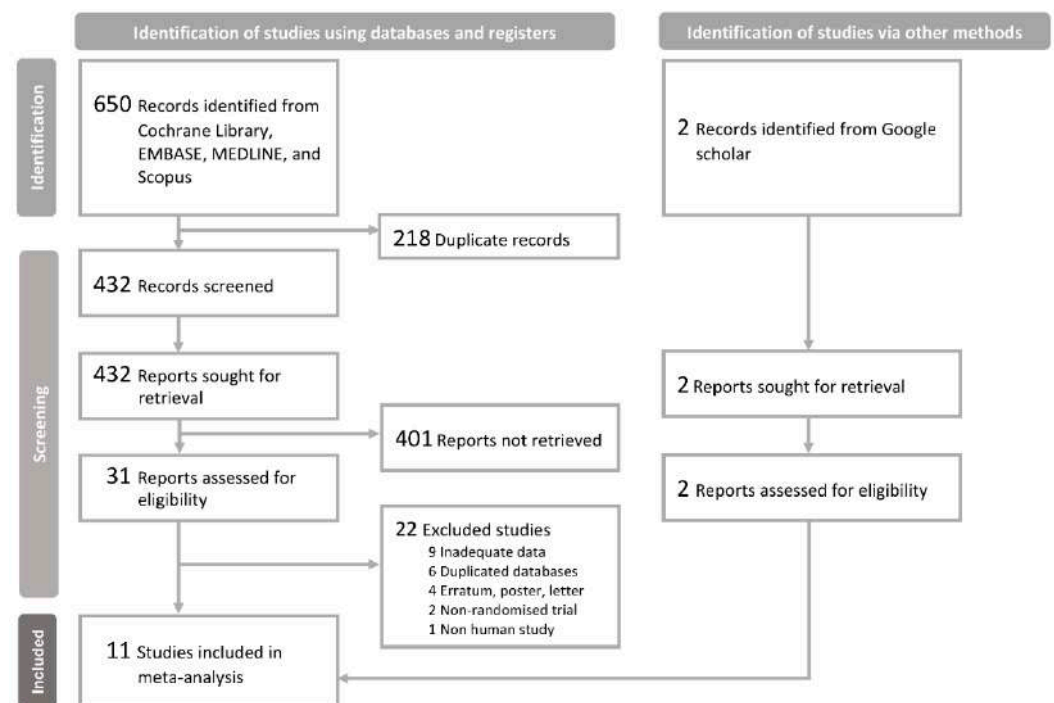 Identification of studies using databases and registers
Identification of studies via other methods
Identification
650 Records identified from
Cochrane Library,
EMBASE, MEDLINE, and
Scopus
2 Records identified from Google
scholar
218 Duplicate records
Screening
432 Records screened
432 Reports sought for
retrieval
2 Reports sought for retrieval
401 Reports not retrieved
31 Reports assessed for
eligibility
2 Reports assessed for eligibility
22 Excluded studies
9 Inadequate data
6 Duplicated databases
4 Erratum, poster, letter
2 Non-randomised trial
1 Non human study
Included
11 Studies included in
meta-analysis